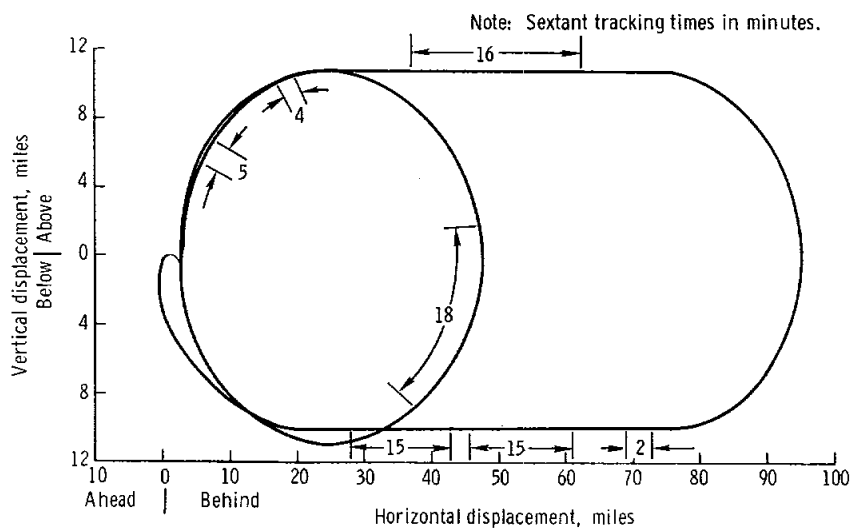 Note: Sextant tracking times in minutes.
12
16
8
4
5
4
0
18
4
8
15
15
2
12
Vertical displacement, miles
Below | Above
10 0 10 20 30 40 50 60 70 80 90 100
Ahead | Behind
Horizontal displacement, miles